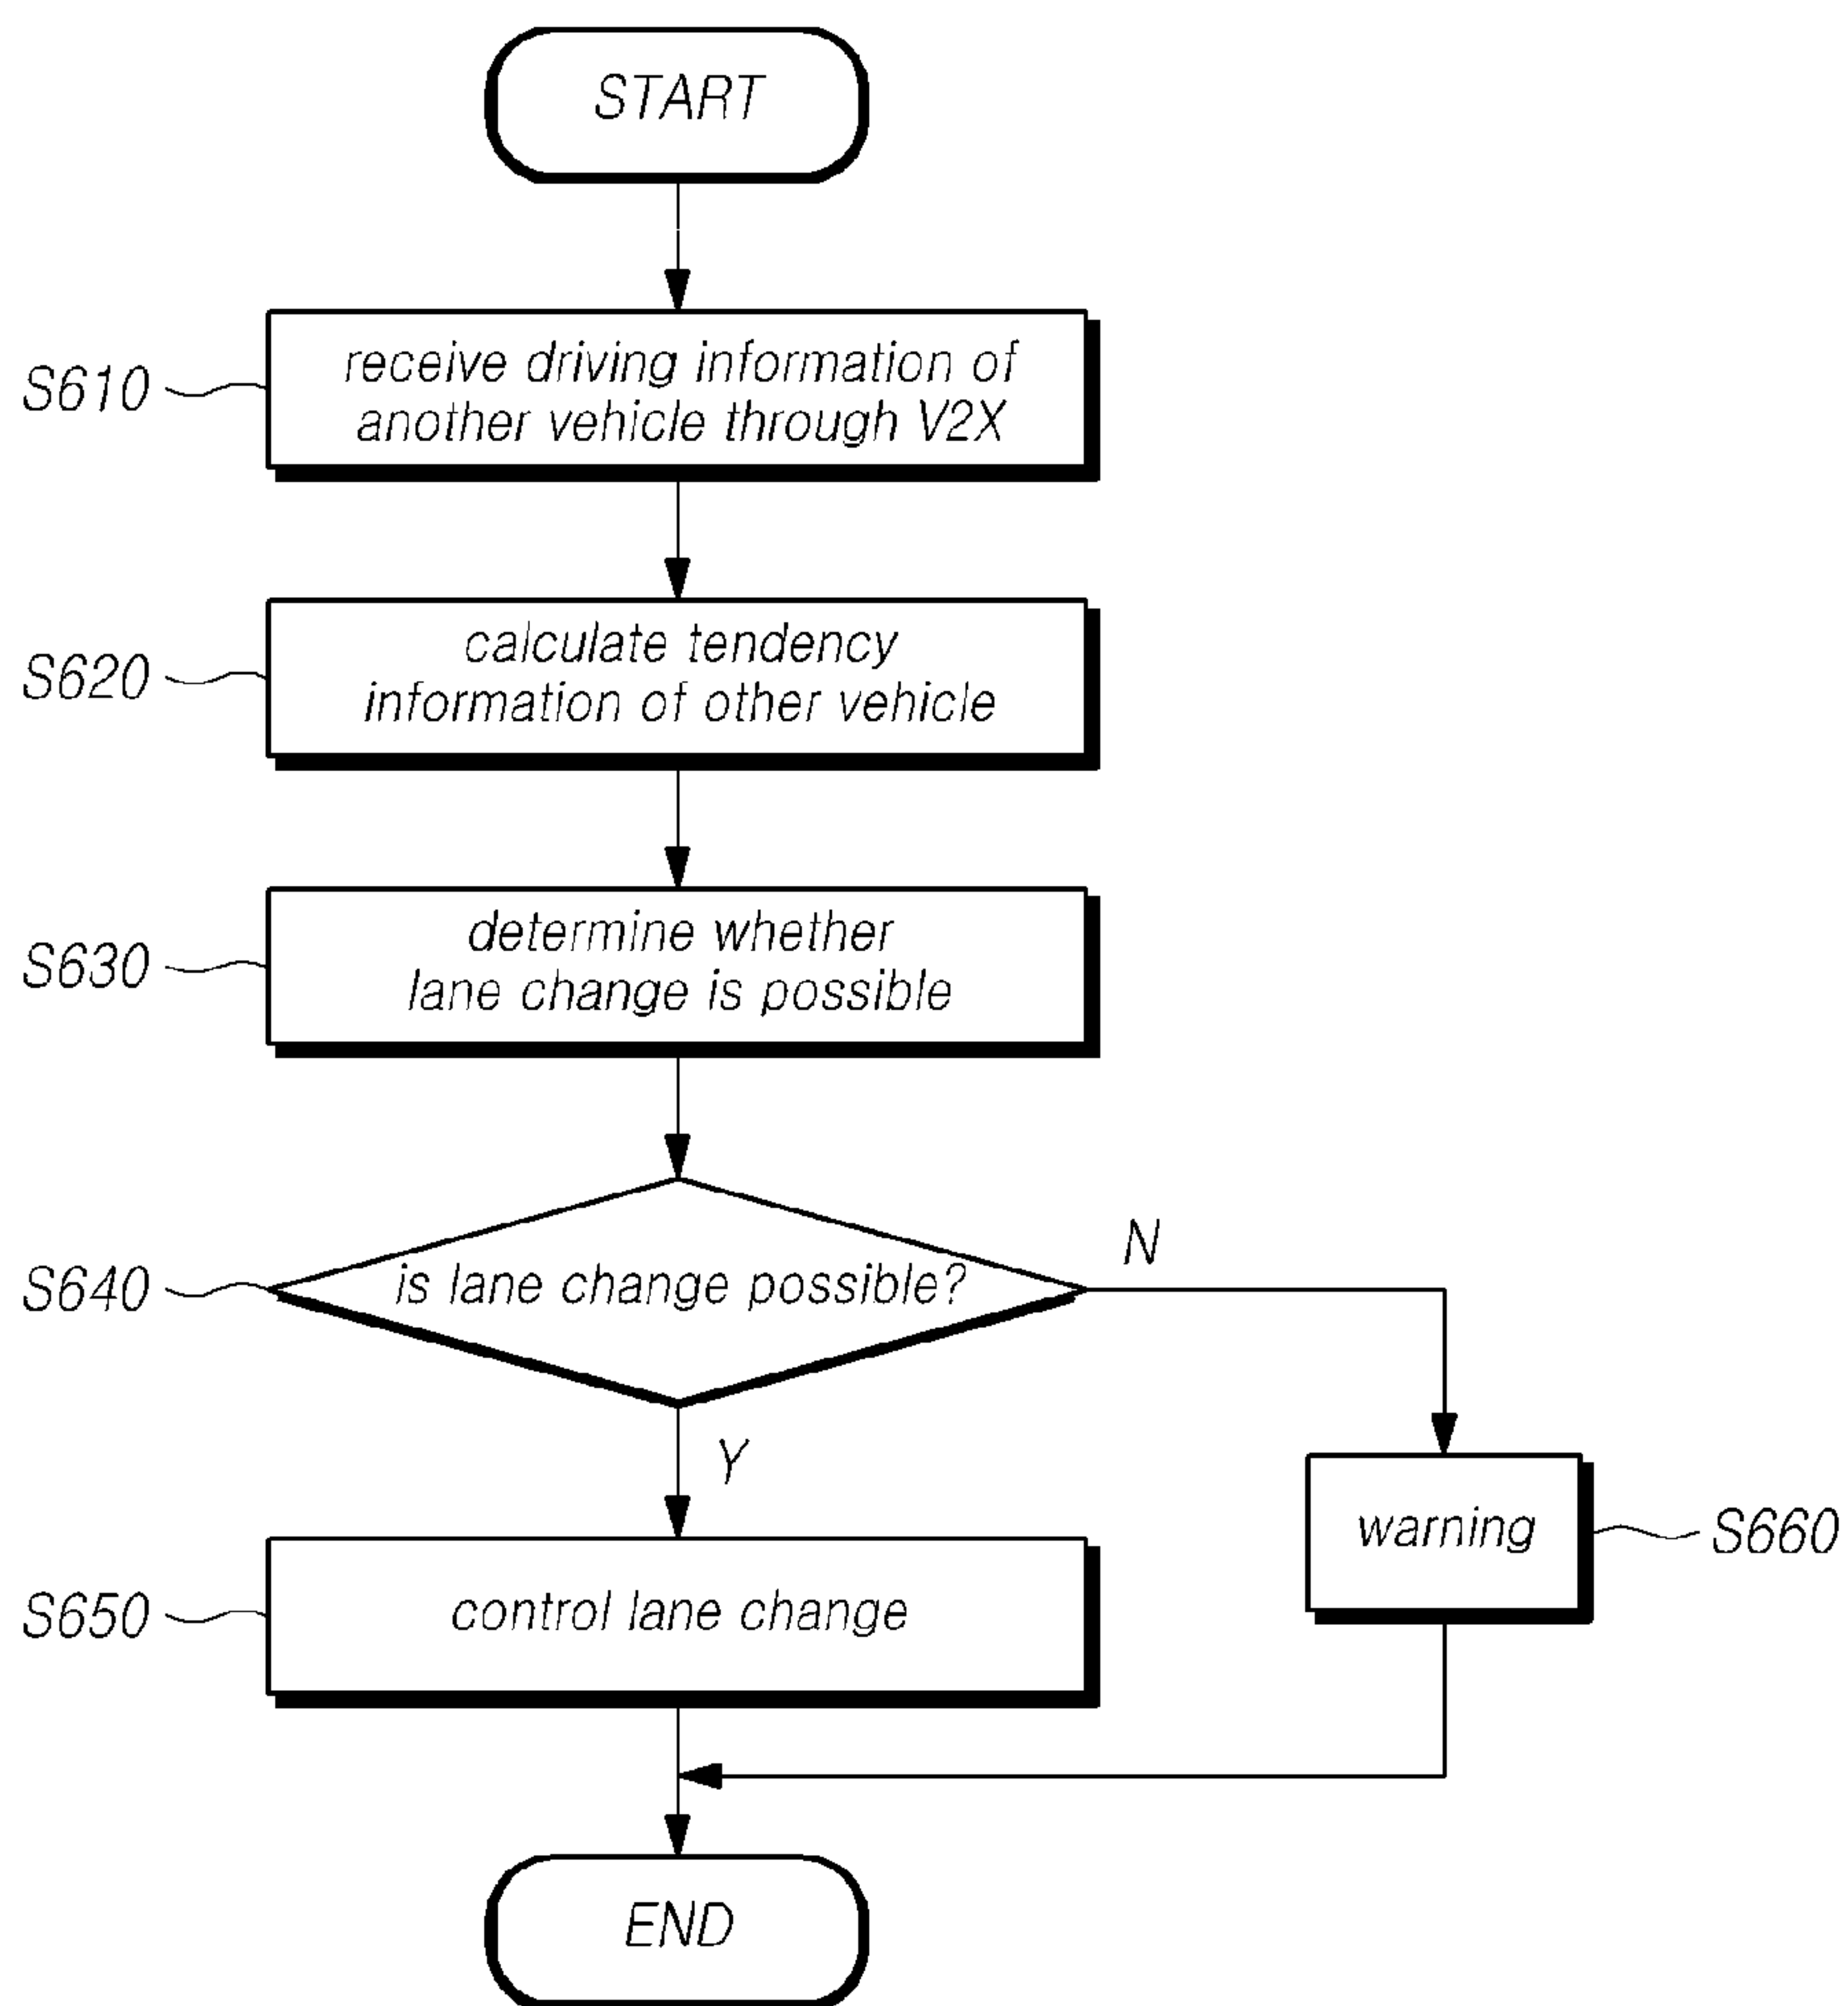 START
S610
receive driving information of
another vehicle through V2X
S620
calculate tendency
information of other vehicle
S630
determine whether
lane change is possible
S640
is lane change possible?
N
Y
warning
S660
S650
control lane change
END